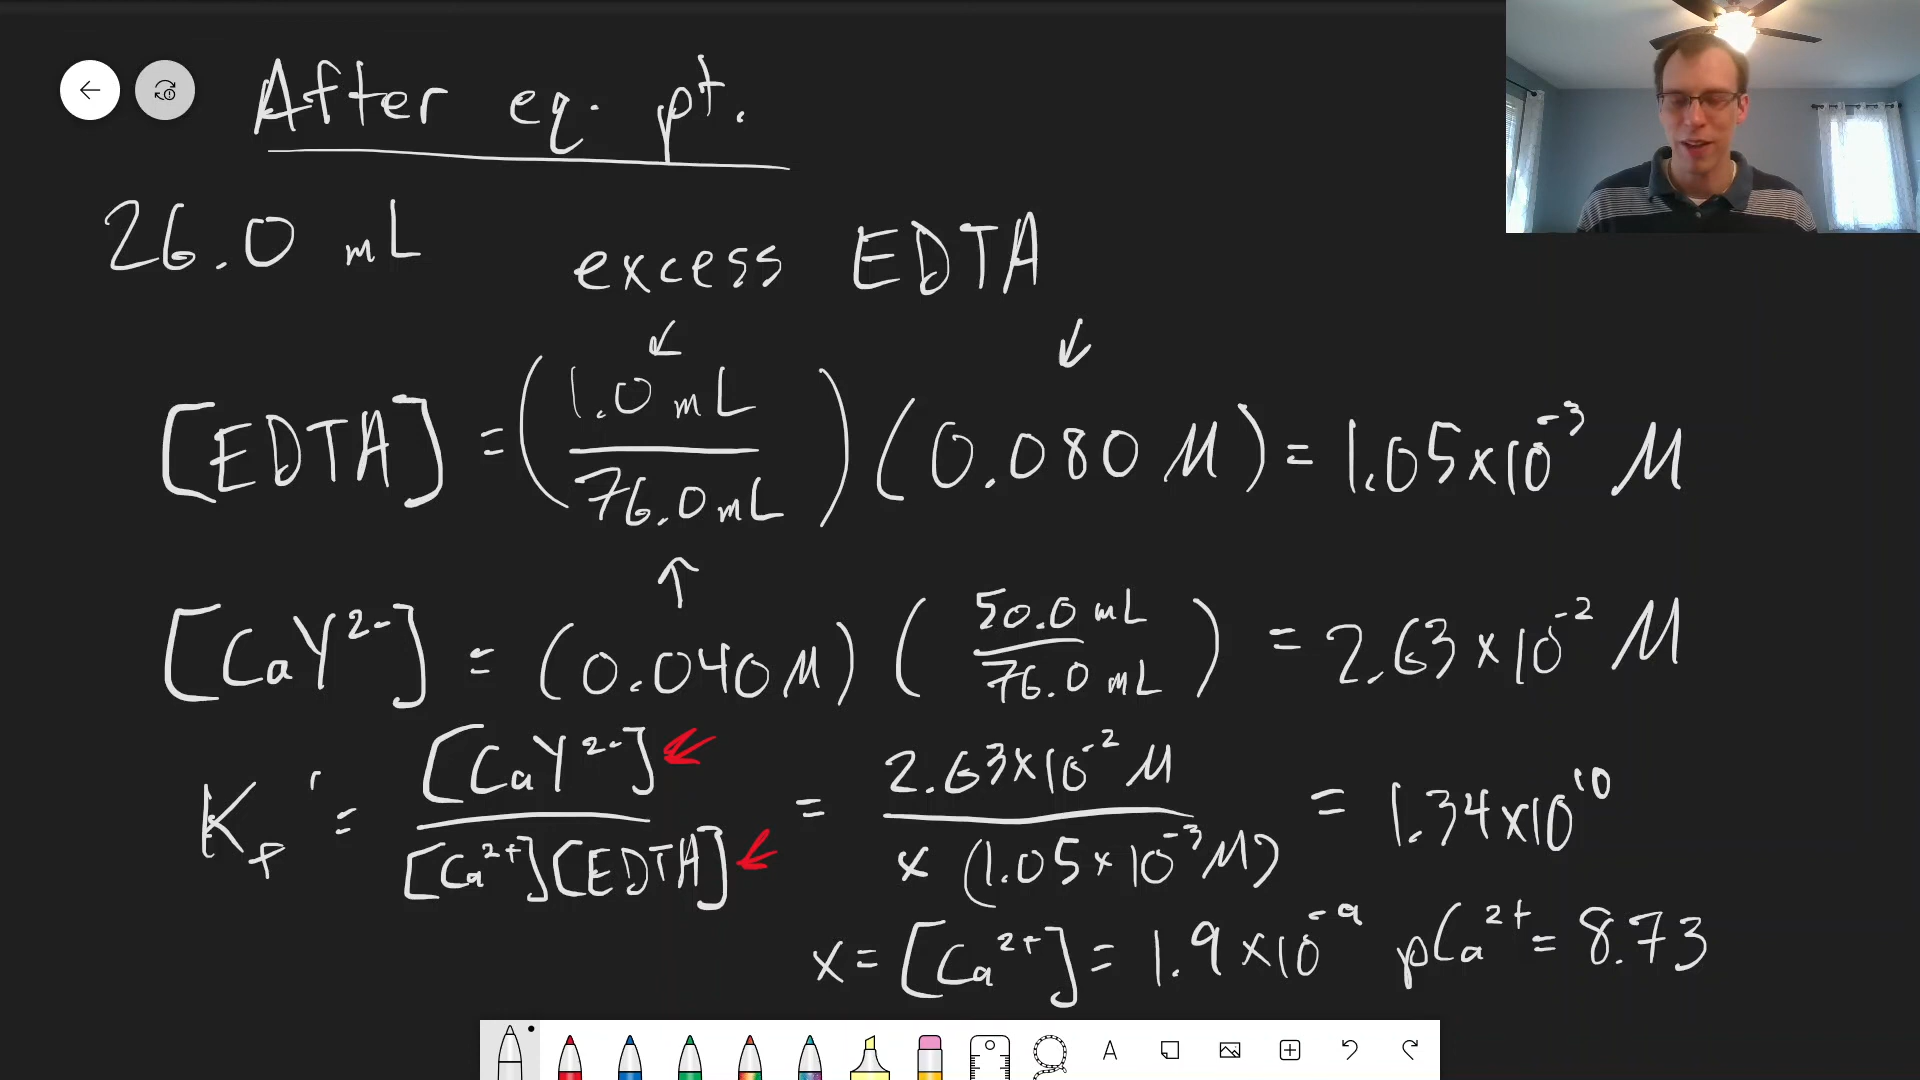 After eq. pt.
26.0 mL
excess EDTA
[EDTA] = (1.0 mL / 76.0 mL) (0.080 M) = 1.05 x 10⁻³ M
[CaY²⁻] = (0.040 M) (50.0 mL / 76.0 mL) = 2.63 x 10⁻² M
K_f' = [CaY²⁻] / [Ca²⁺][EDTA] = 2.63 x 10⁻² M / x (1.05 x 10⁻³ M) = 1.34 x 10¹⁰
x = [Ca²⁺] = 1.9 x 10⁻⁹ pCa²⁺ = 8.73
A